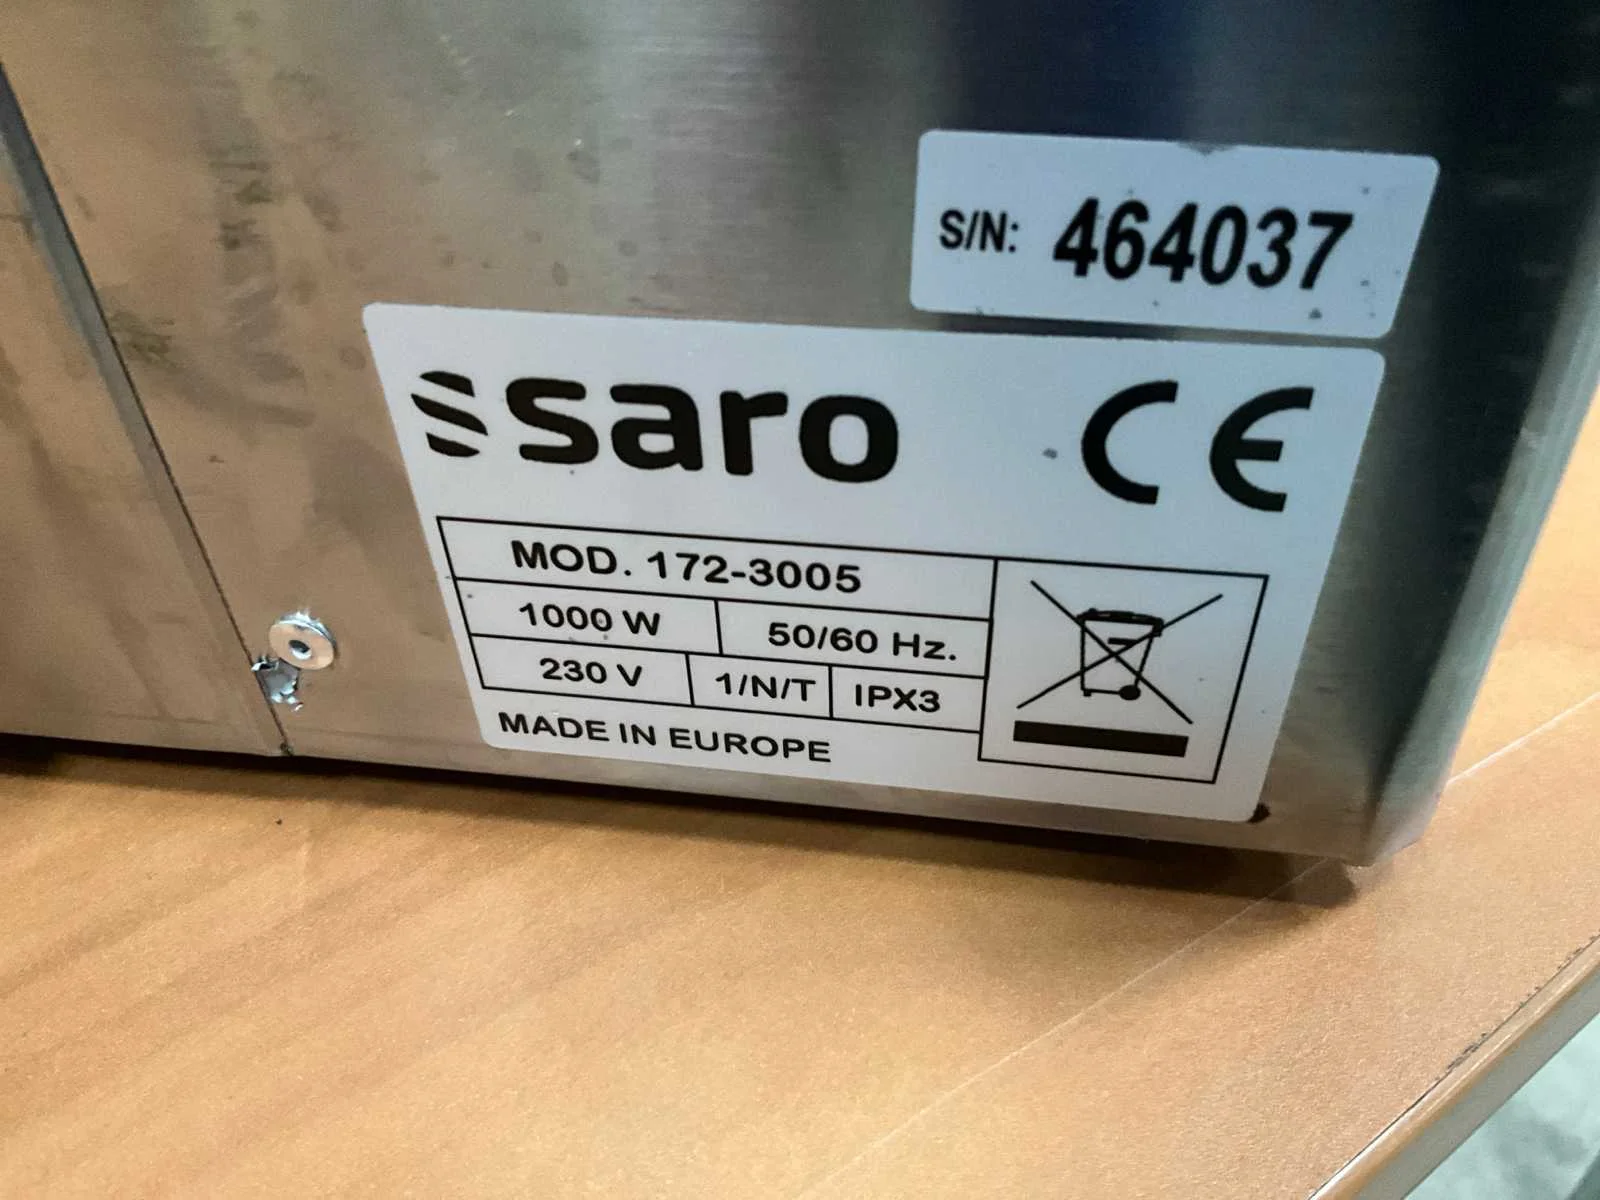 S/N: 464037
saro CE
MOD. 172-3005
1000 W 50/60 Hz.
230 V 1/N/T IPX3
MADE IN EUROPE